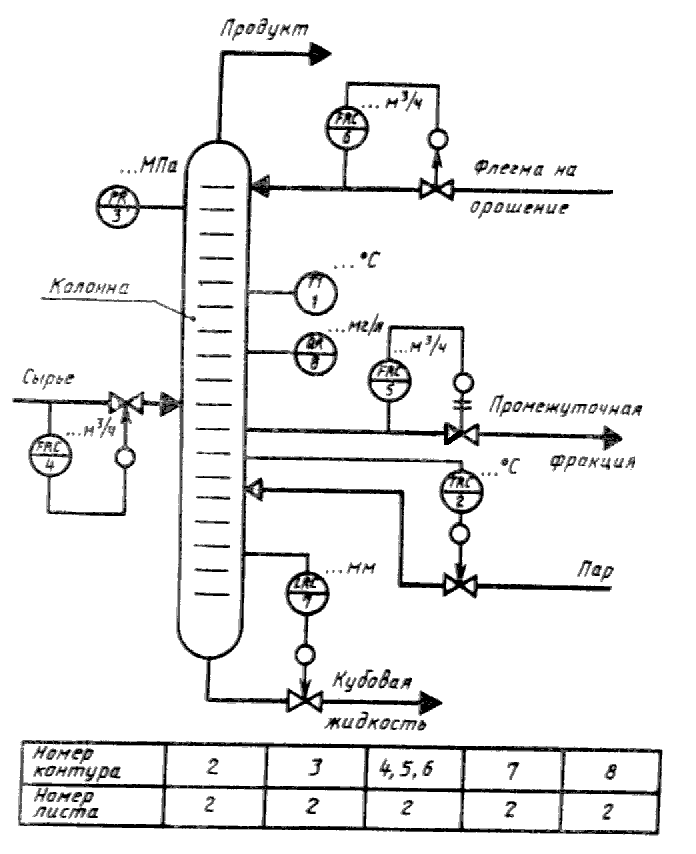 Продукт
...м³/ч
FRC
6
...МПа
Флегма на
орошение
PR
3
...°C
TI
1
Колонна
...мг/л
QR
8
...м³/ч
FRC
5
Сырье
...м³/ч
FRC
4
Промежуточная
фракция
...°C
TRC
2
...мм
LRC
7
Пар
Кубовая
жидкость
Номер контура 2 3 4,5,6 7 8
Номер листа 2 2 2 2 2